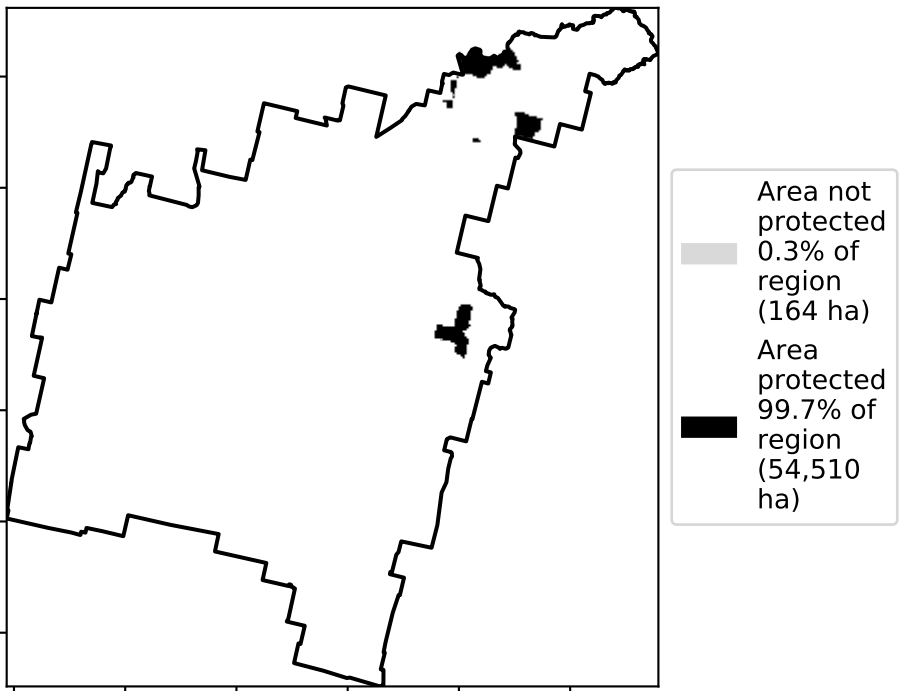 Area not
protected
0.3% of
region
(164 ha)
Area
protected
99.7% of
region
(54,510
ha)